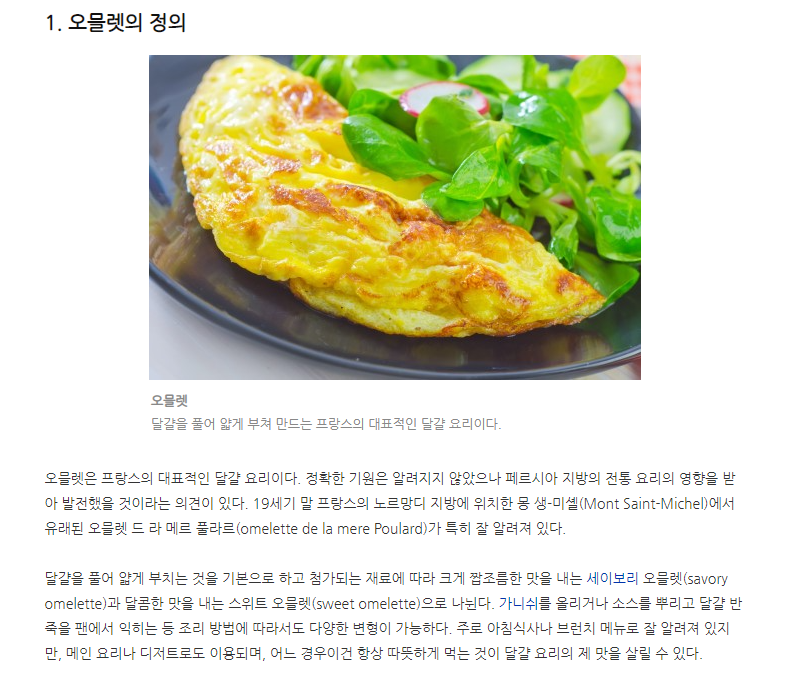 1. 오믈렛의 정의
오믈렛
달걀을 풀어 얇게 부쳐 만드는 프랑스의 대표적인 달걀 요리이다.
오믈렛은 프랑스의 대표적인 달걀 요리이다. 정확한 기원은 알려지지 않았으나 페르시아 지방의 전통 요리의 영향을 받
아 발전했을 것이라는 의견이 있다. 19세기 말 프랑스의 노르망디 지방에 위치한 몽 생-미셸(Mont Saint-Michel)에서
유래된 오믈렛 드 라 메르 풀라르(omelette de la mere Poulard)가 특히 잘 알려져 있다.
달걀을 풀어 얇게 부치는 것을 기본으로 하고 첨가되는 재료에 따라 크게 짭조름한 맛을 내는 세이보리 오믈렛(savory
omelette)과 달콤한 맛을 내는 스위트 오믈렛(sweet omelette)으로 나뉜다. 가니쉬를 올리거나 소스를 뿌리고 달걀 반
죽을 팬에서 익히는 등 조리 방법에 따라서도 다양한 변형이 가능하다. 주로 아침식사나 브런치 메뉴로 잘 알려져 있지
만, 메인 요리나 디저트로도 이용되며, 어느 경우이건 항상 따뜻하게 먹는 것이 달걀 요리의 제 맛을 살릴 수 있다.